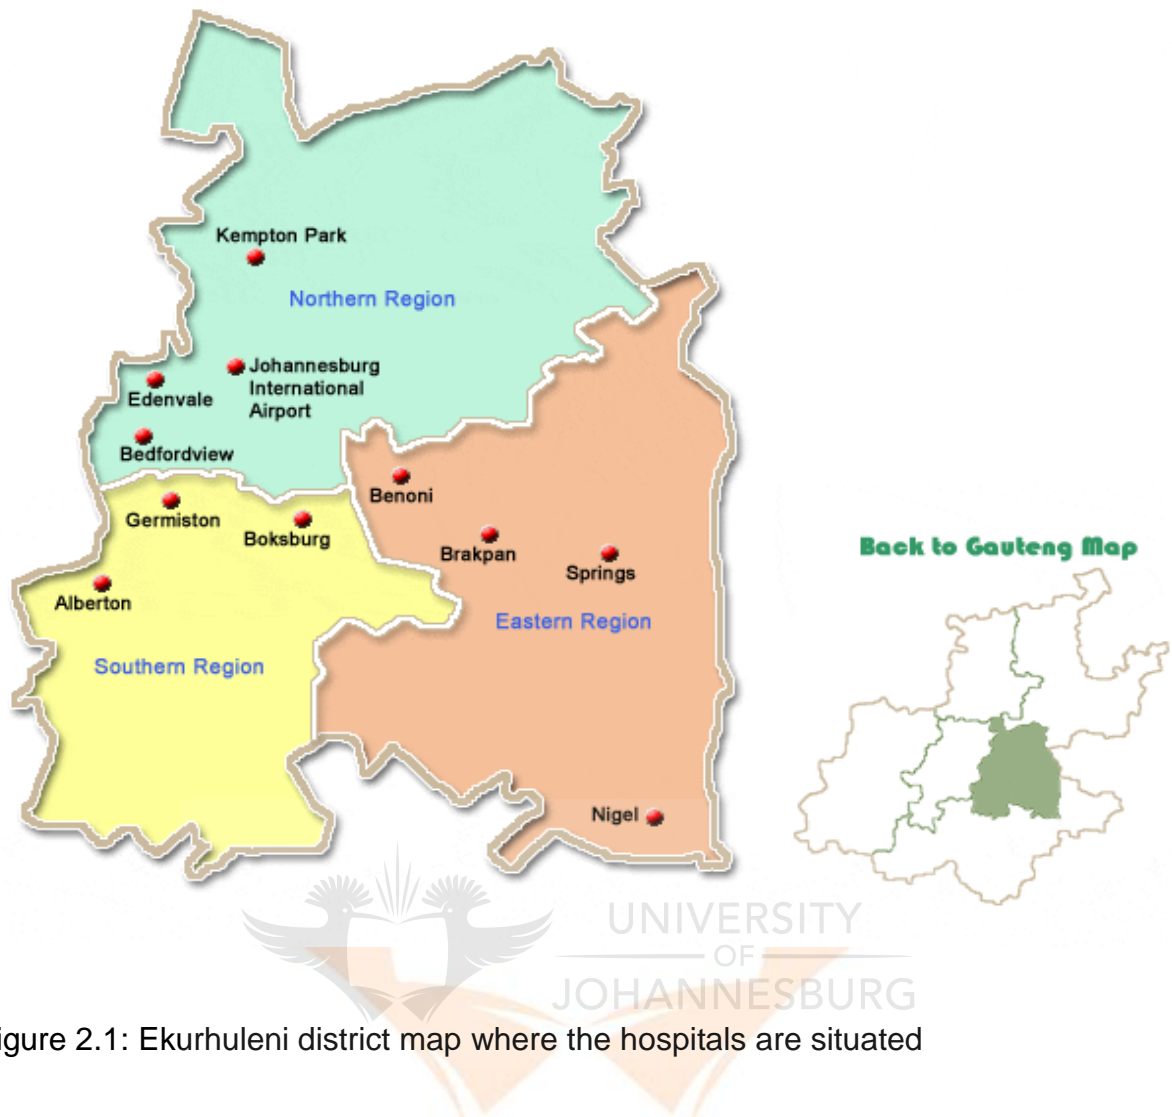 Kempton Park
Northern Region
Johannesburg
International
Airport
Edenvale
Bedfordview
Benoni
Germiston
Boksburg
Brakpan
Springs
Back to Gauteng Map
Alberton
Eastern Region
Southern Region
Nigel
UNIVERSITY
OF
JOHANNESBURG
igure 2.1: Ekurhuleni district map where the hospitals are situated